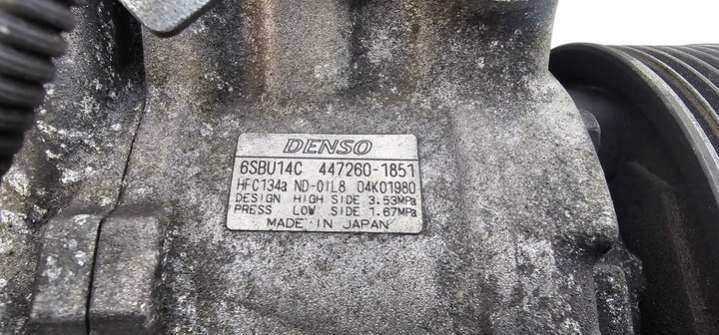 DENSO
6SBU14C 447260-1851
HFC134a ND-OIL8 04K01980
DESIGN HIGH SIDE 3.53MPa
PRESS LOW SIDE 1.67MPa
MADE IN JAPAN